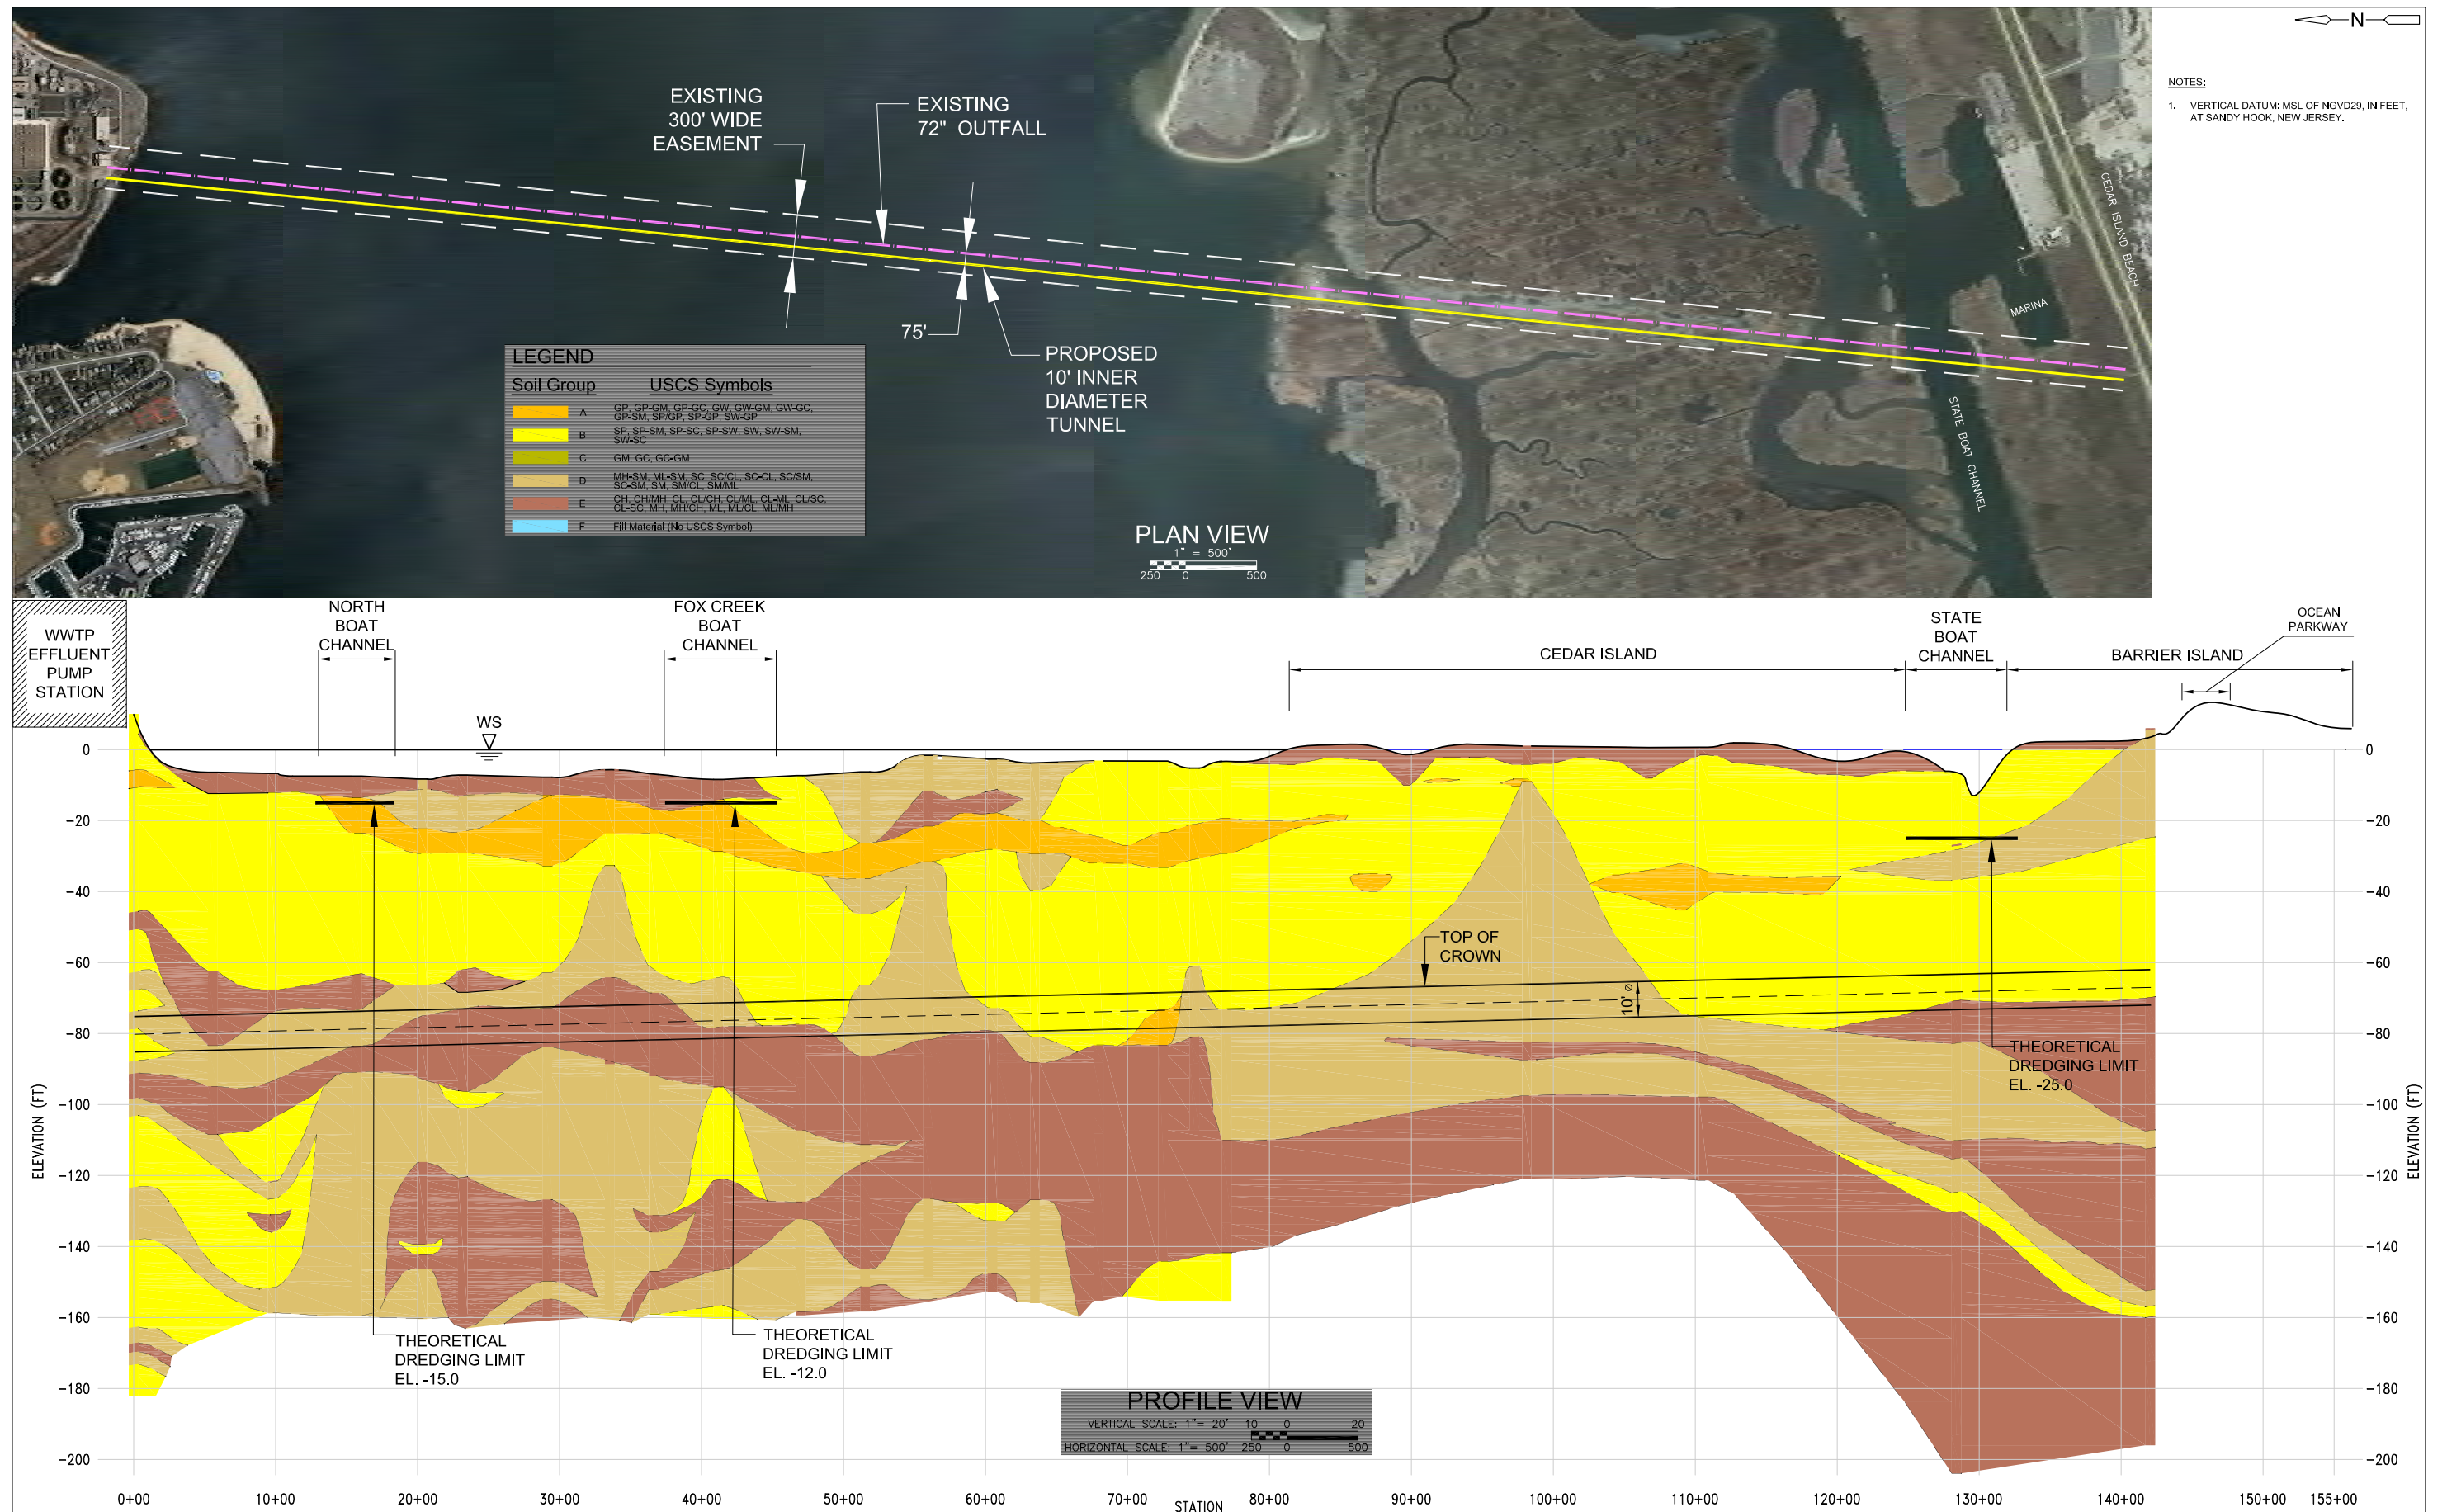 N
NOTES:
1. VERTICAL DATUM: MSL OF NGVD29, IN FEET,
AT SANDY HOOK, NEW JERSEY.
EXISTING
300' WIDE
EASEMENT
EXISTING
72" OUTFALL
75'
PROPOSED
10' INNER
DIAMETER
TUNNEL
CEDAR ISLAND BEACH
MARINA
STATE BOAT CHANNEL
LEGEND
Soil Group USCS Symbols
A GP, GP-GM, GP-GC, GW, GW-GM, GW-GC,
GP-SM, SP/GP, SP-GP, SW-GP
B SP, SP-SM, SP-SC, SP-SW, SW, SW-SM,
SW-SC
C GM, GC, GC-GM
D MH-SM, ML-SM, SC, SC/CL, SC-CL, SC/SM,
SC-SM, SM, SM/CL, SM/ML
E CH, CH/MH, CL, CL/CH, CL/ML, CL-ML, CL/SC,
CL-SC, MH, MH/CH, ML, ML/CL, ML/MH
F Fill Material (No USCS Symbol)
PLAN VIEW
1" = 500'
250 0 500
WWTP
EFFLUENT
PUMP
STATION
NORTH
BOAT
CHANNEL
FOX CREEK
BOAT
CHANNEL
CEDAR ISLAND
STATE
BOAT
CHANNEL
BARRIER ISLAND
OCEAN
PARKWAY
WS
0
-20
-40
-60
-80
-100
-120
-140
-160
-180
-200
ELEVATION (FT)
TOP OF
CROWN
10' ø
THEORETICAL
DREDGING LIMIT
EL. -25.0
THEORETICAL
DREDGING LIMIT
EL. -15.0
THEORETICAL
DREDGING LIMIT
EL. -12.0
0
-20
-40
-60
-80
-100
-120
-140
-160
-180
-200
ELEVATION (FT)
PROFILE VIEW
VERTICAL SCALE: 1"= 20' 10 0 20
HORIZONTAL SCALE: 1"= 500' 250 0 500
0+00 10+00 20+00 30+00 40+00 50+00 60+00 70+00 80+00 90+00 100+00 110+00 120+00 130+00 140+00 150+00 155+00
STATION